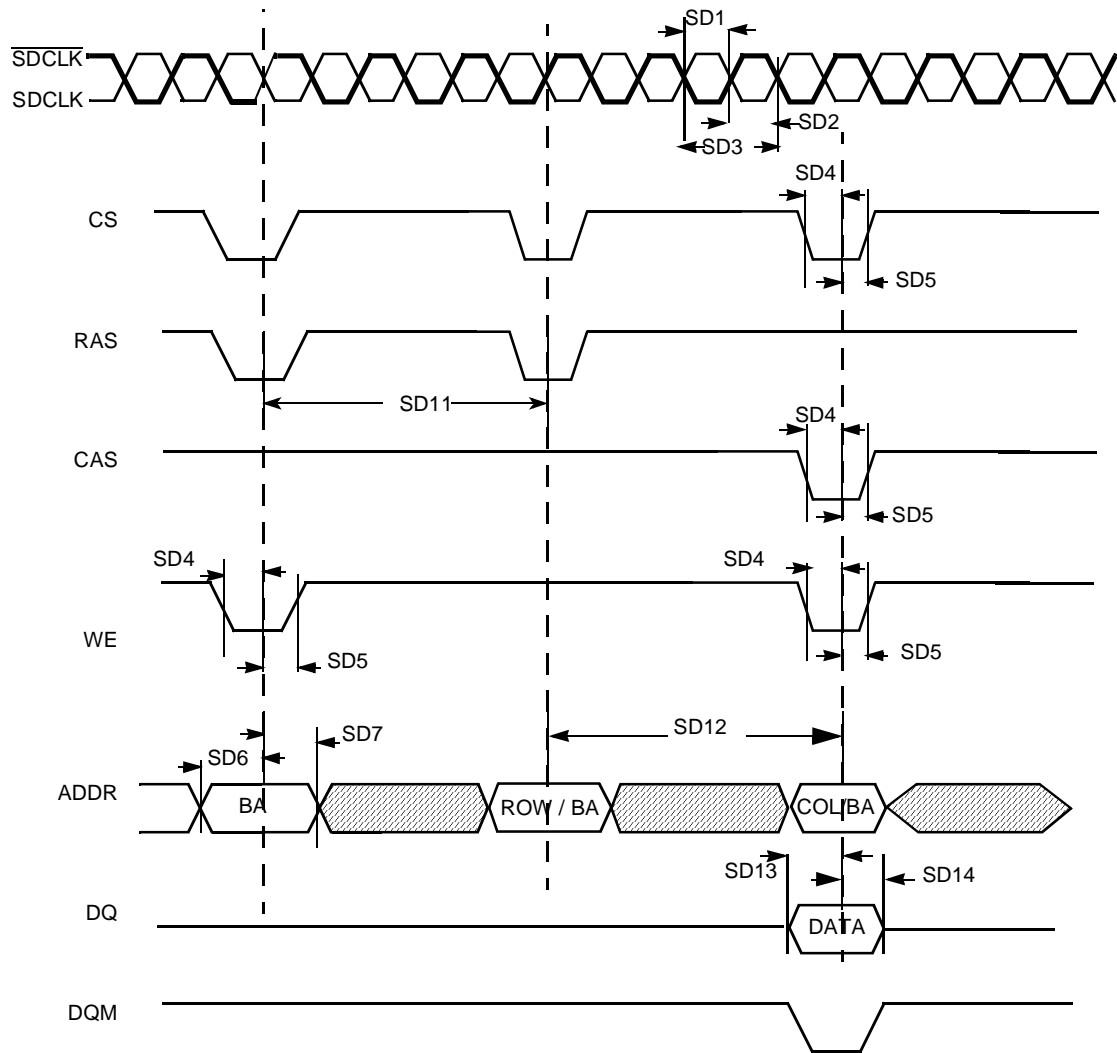 SD1
SDCLK
SDCLK
SD2
SD3
SD4
CS
SD5
RAS
SD11
SD4
CAS
SD5
SD4
SD4
WE
SD5
SD5
SD12
SD7
SD6
ADDR
BA
ROW / BA
COL/BA
SD13
SD14
DQ
DATA
DQM